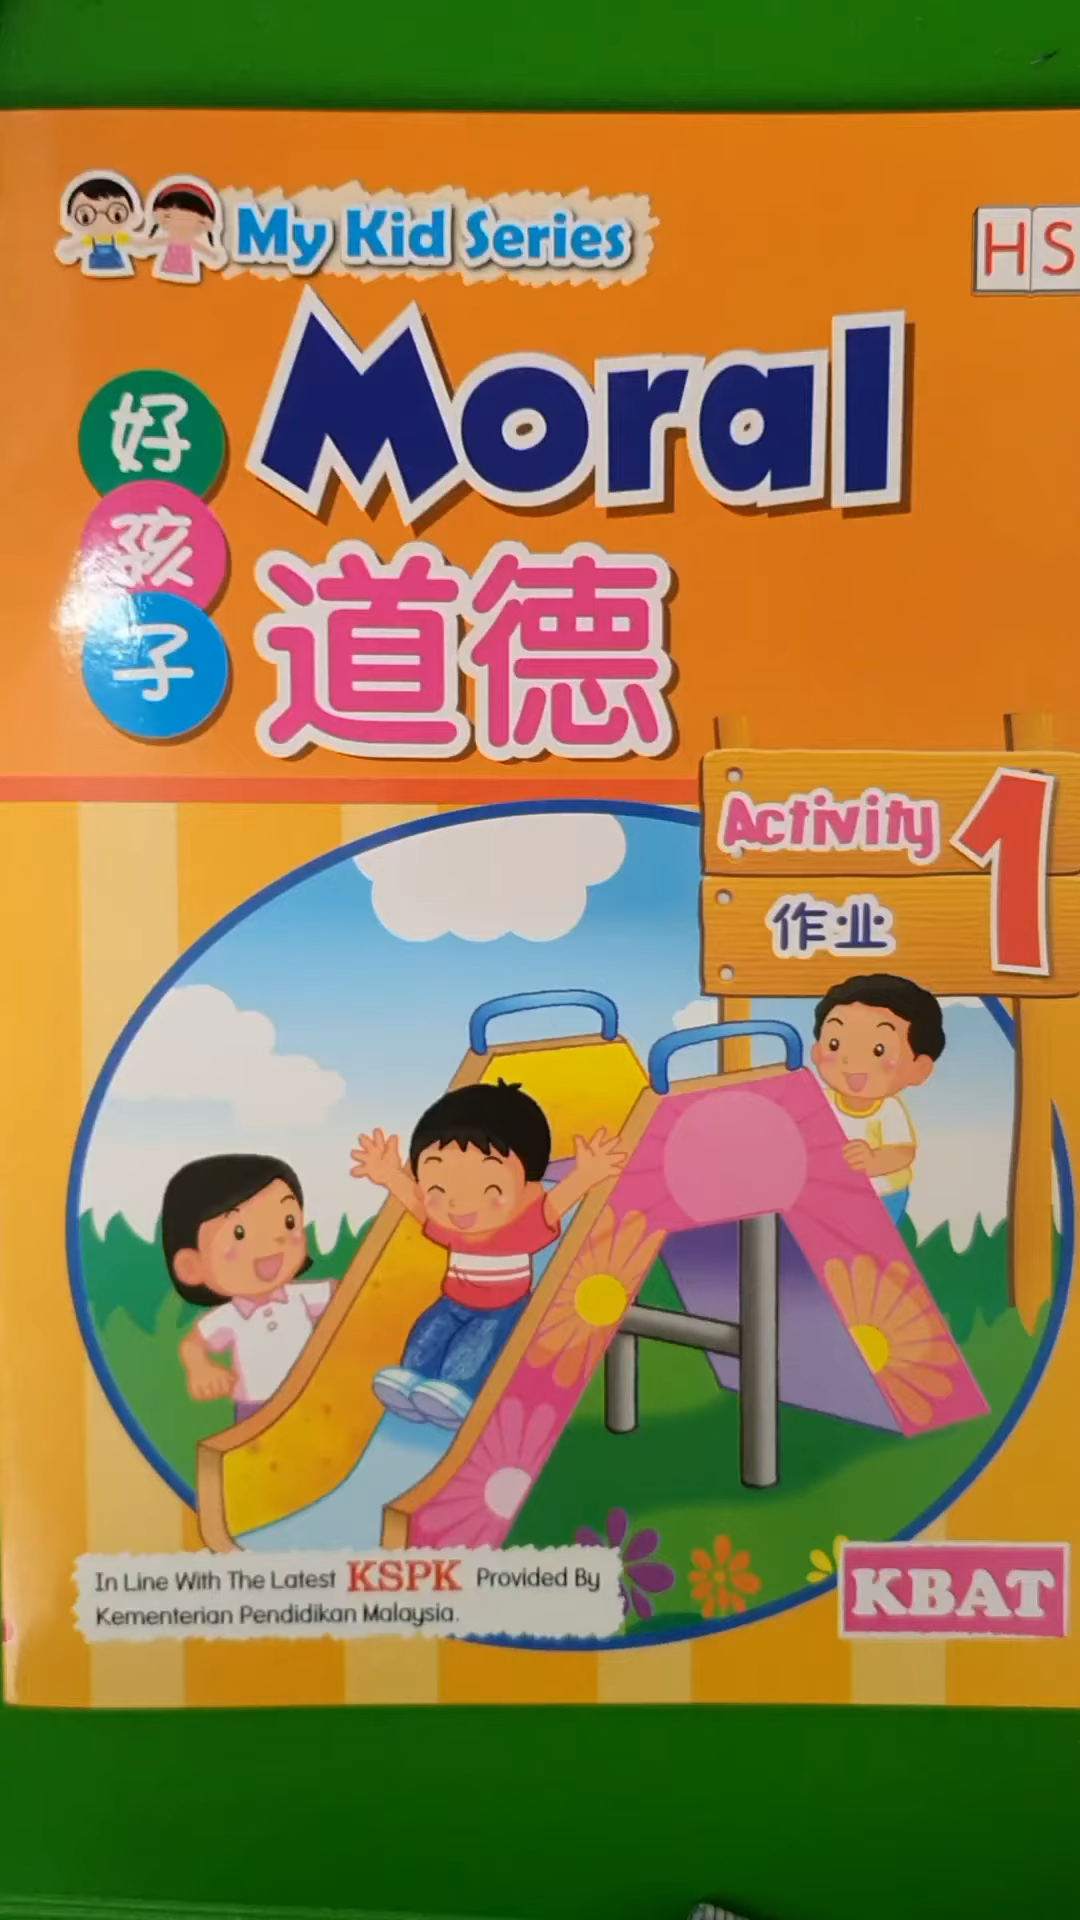 My Kid Series
HS
Moral
好
孩
子
道德
Activity 1
作业
In Line With The Latest KSPK Provided By
Kementerian Pendidikan Malaysia.
KBAT